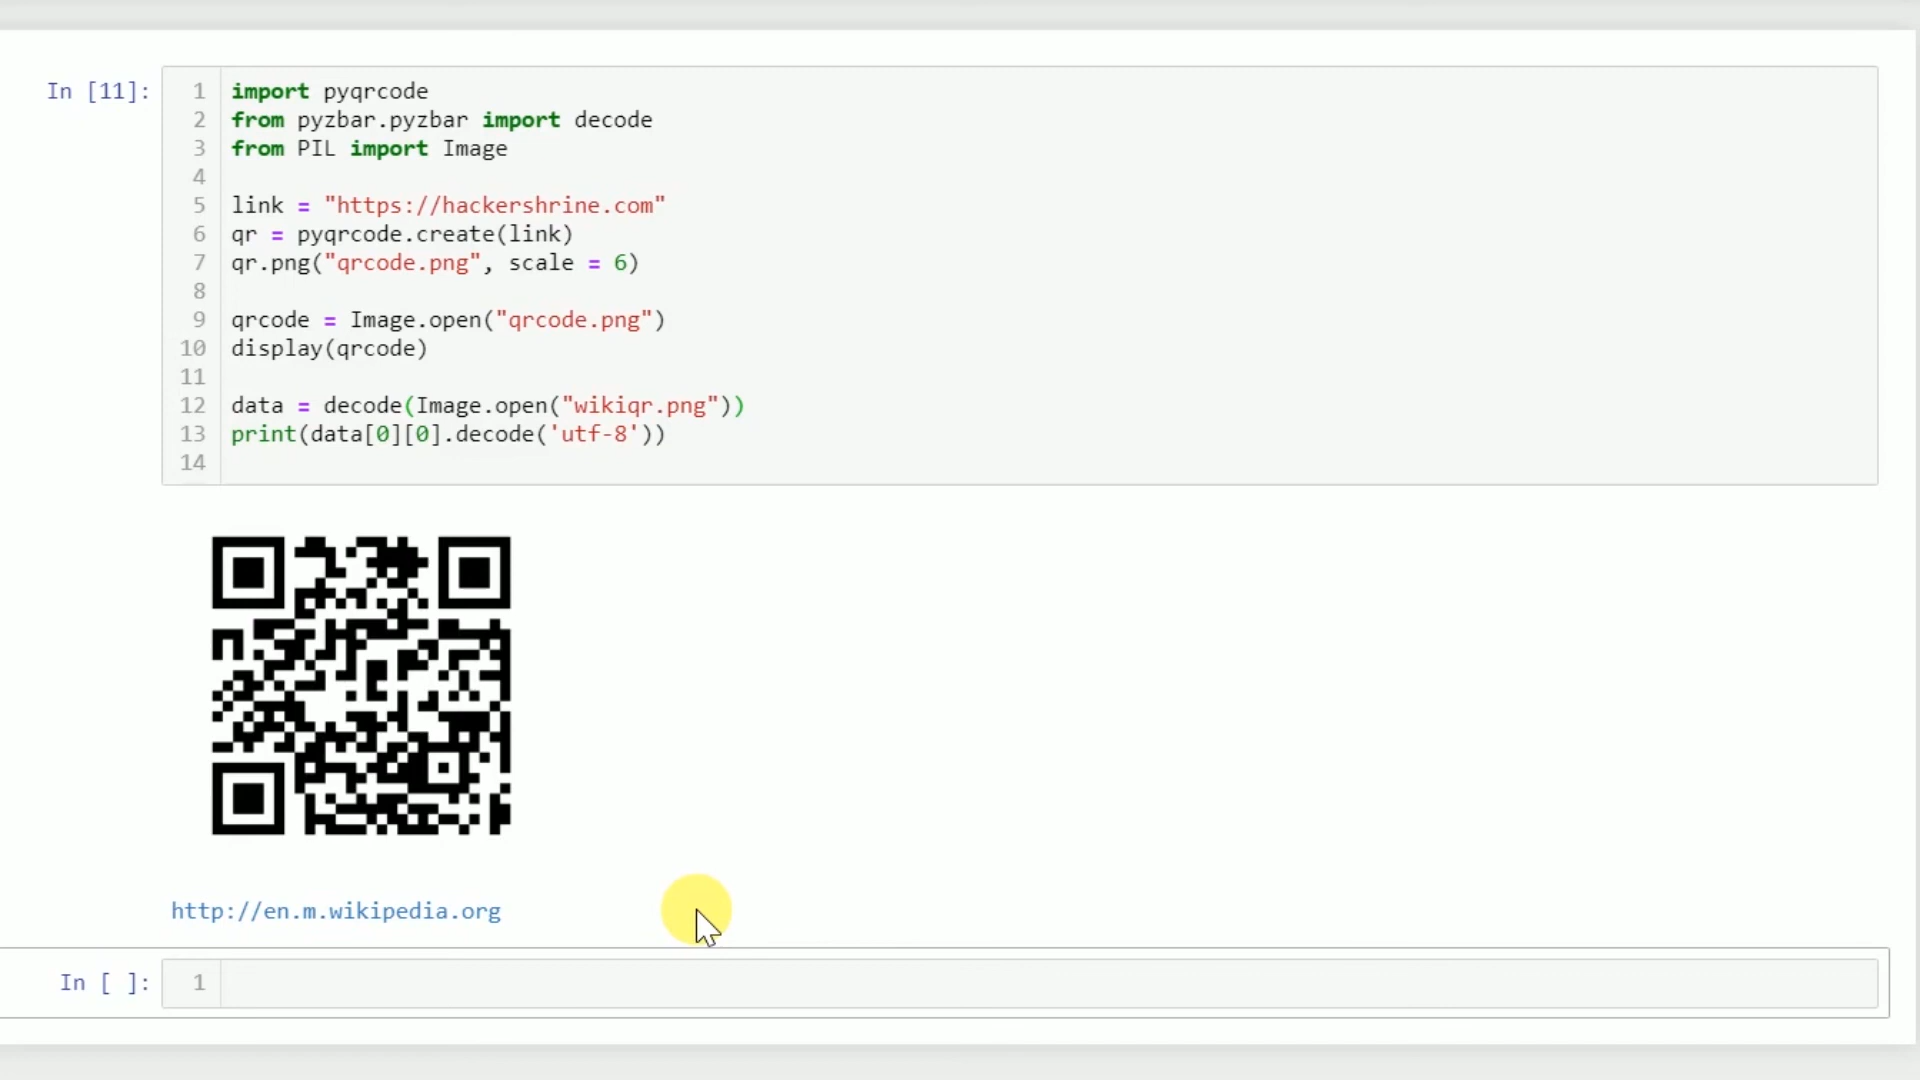 In [11]:
1 import pyqrcode
2 from pyzbar.pyzbar import decode
3 from PIL import Image
4
5 link = "https://hackershrine.com"
6 qr = pyqrcode.create(link)
7 qr.png("qrcode.png", scale = 6)
8
9 qrcode = Image.open("qrcode.png")
10 display(qrcode)
11
12 data = decode(Image.open("wikiqr.png"))
13 print(data[0][0].decode('utf-8'))
14
http://en.m.wikipedia.org
In [ ]: 1